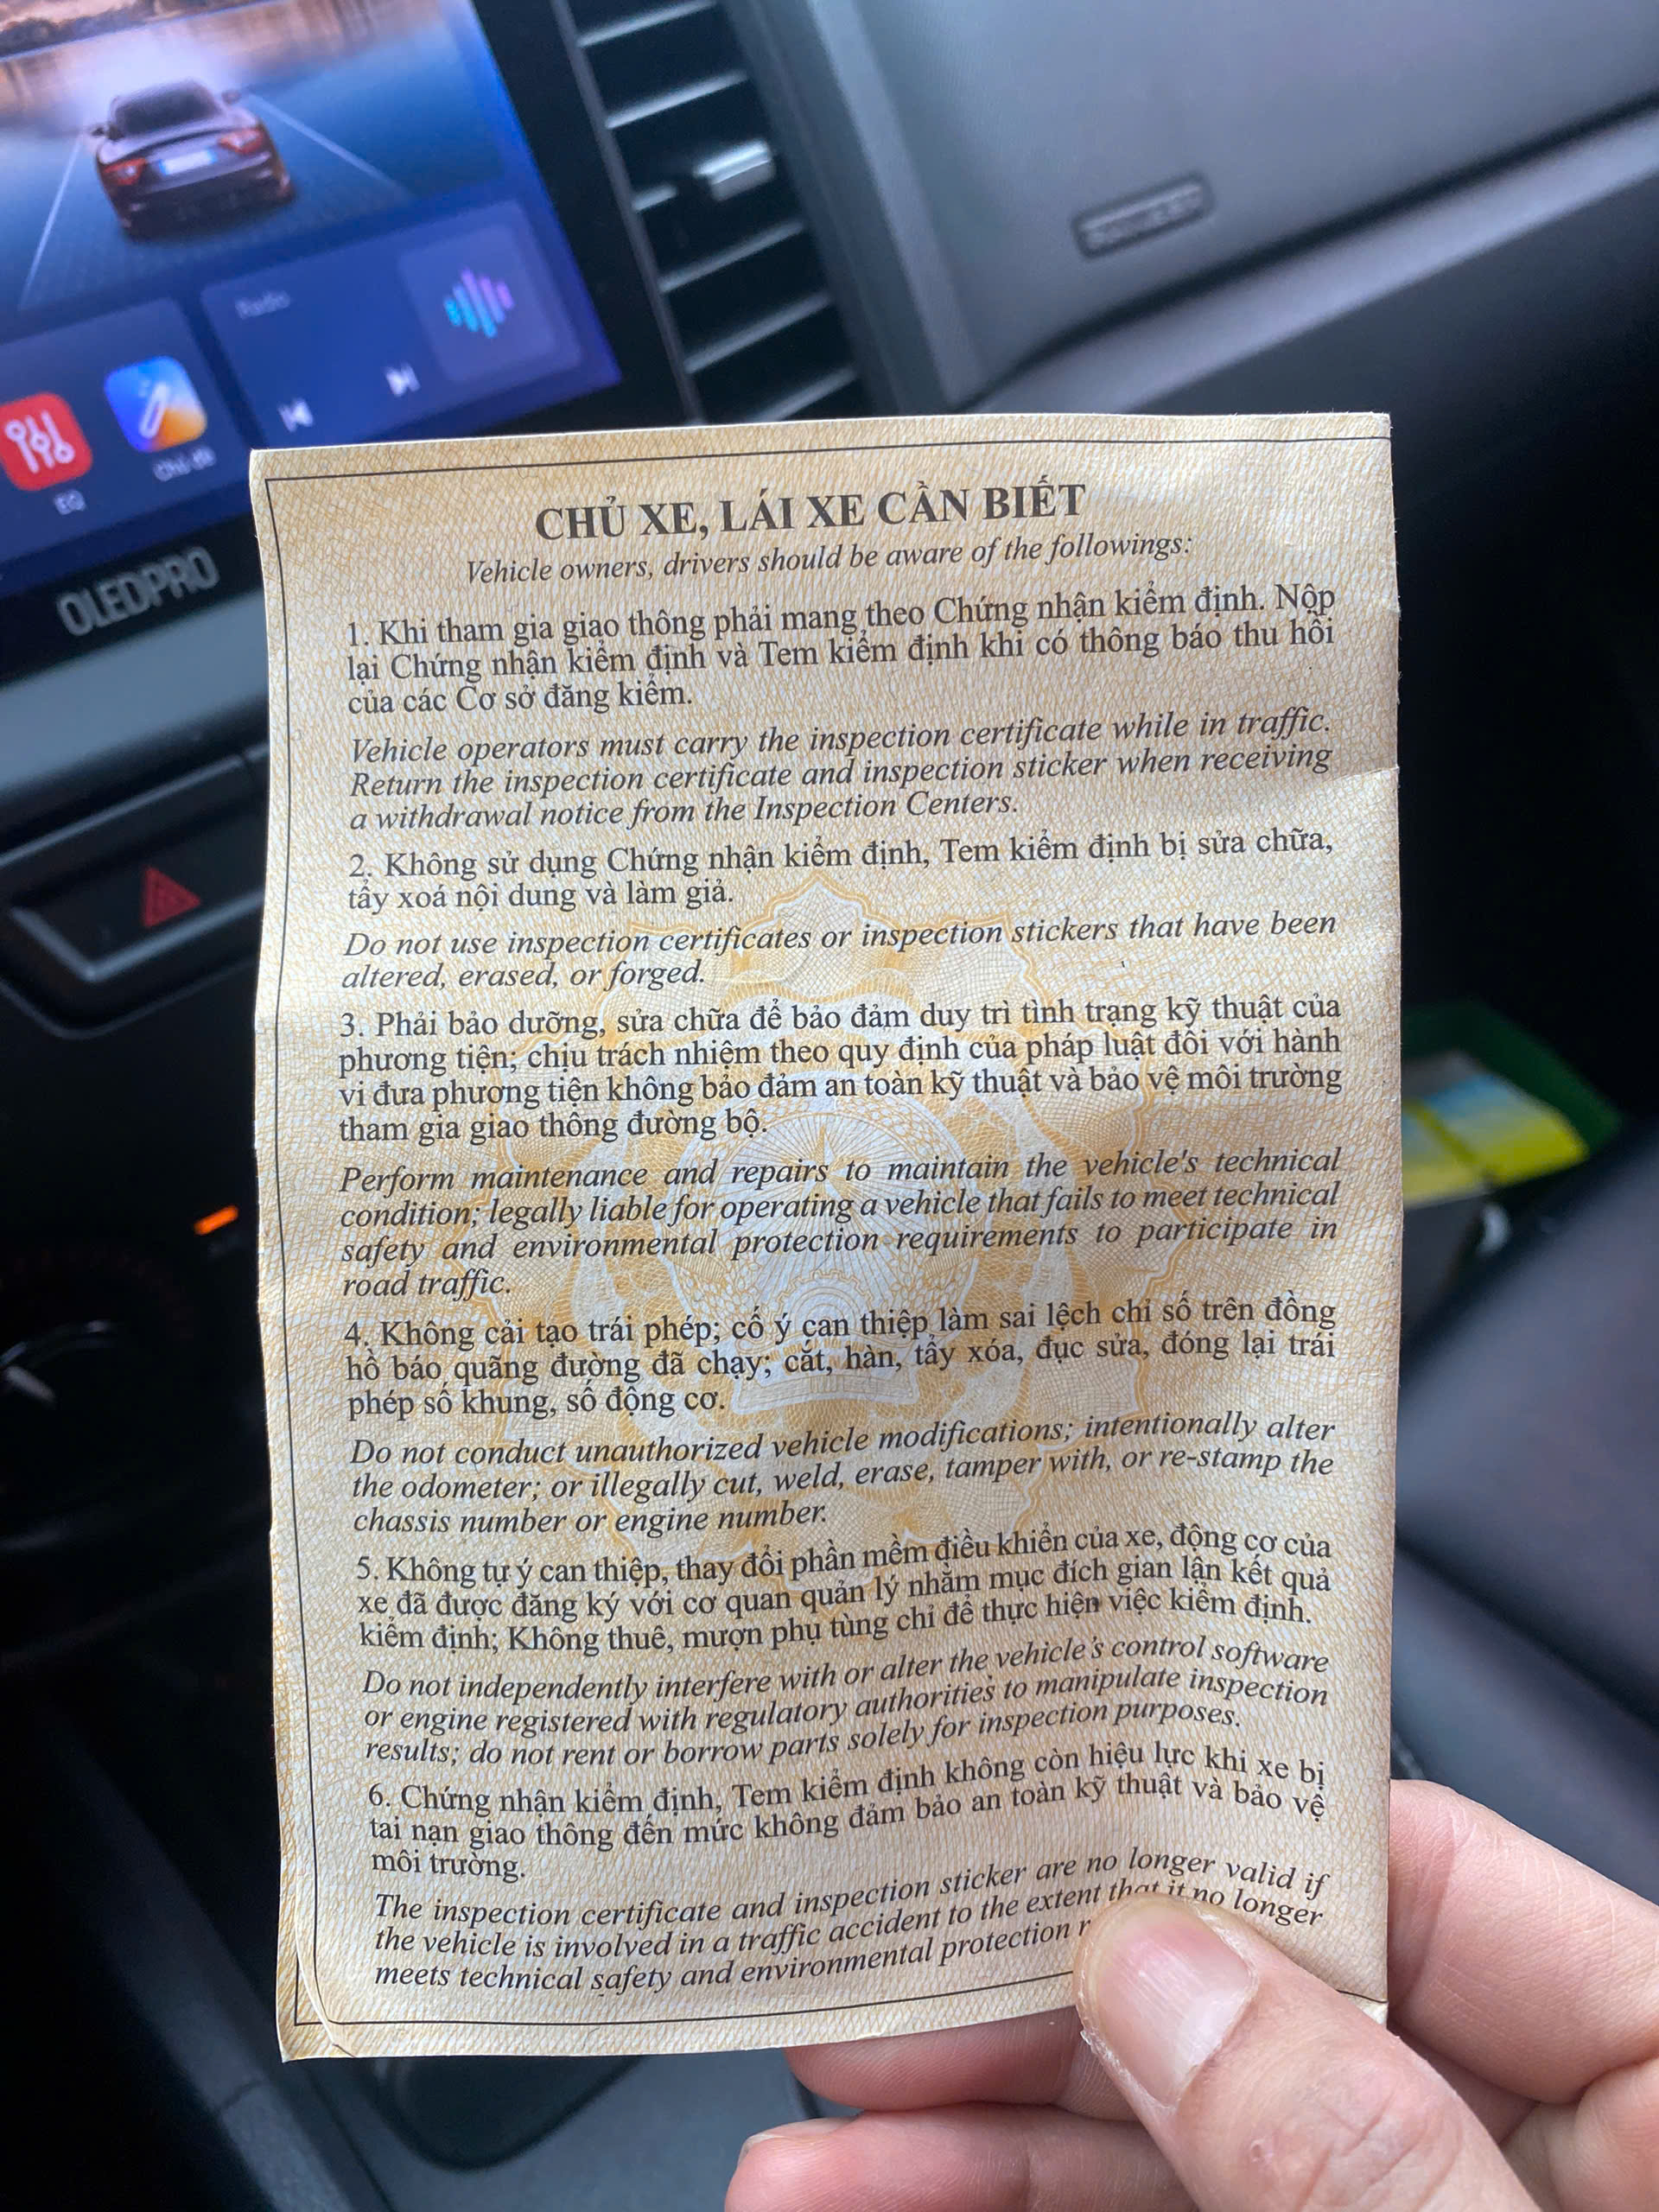 Radio
EQ
Chủ đề
OLEDPRO
CHỦ XE, LÁI XE CẦN BIẾT
Vehicle owners, drivers should be aware of the followings:
1. Khi tham gia giao thông phải mang theo Chứng nhận kiểm định. Nộp
lại Chứng nhận kiểm định và Tem kiểm định khi có thông báo thu hồi
của các Cơ sở đăng kiểm.
Vehicle operators must carry the inspection certificate while in traffic.
Return the inspection certificate and inspection sticker when receiving
a withdrawal notice from the Inspection Centers.
2. Không sử dụng Chứng nhận kiểm định, Tem kiểm định bị sửa chữa,
tẩy xoá nội dung và làm giả.
Do not use inspection certificates or inspection stickers that have been
altered, erased, or forged.
3. Phải bảo dưỡng, sửa chữa để bảo đảm duy trì tình trạng kỹ thuật của
phương tiện; chịu trách nhiệm theo quy định của pháp luật đối với hành
vi đưa phương tiện không bảo đảm an toàn kỹ thuật và bảo vệ môi trường
tham gia giao thông đường bộ.
Perform maintenance and repairs to maintain the vehicle's technical
condition; legally liable for operating a vehicle that fails to meet technical
safety and environmental protection requirements to participate in
road traffic.
4. Không cải tạo trái phép; cố ý can thiệp làm sai lệch chỉ số trên đồng
hồ báo quãng đường đã chạy; cắt, hàn, tẩy xóa, đục sửa, đóng lại trái
phép số khung, số động cơ.
Do not conduct unauthorized vehicle modifications; intentionally alter
the odometer; or illegally cut, weld, erase, tamper with, or re-stamp the
chassis number or engine number.
5. Không tự ý can thiệp, thay đổi phần mềm điều khiển của xe, động cơ của
xe đã được đăng ký với cơ quan quản lý nhằm mục đích gian lận kết quả
kiểm định; Không thuê, mượn phụ tùng chỉ để thực hiện việc kiểm định.
Do not independently interfere with or alter the vehicle's control software
or engine registered with regulatory authorities to manipulate inspection
results; do not rent or borrow parts solely for inspection purposes.
6. Chứng nhận kiểm định, Tem kiểm định không còn hiệu lực khi xe bị
tai nạn giao thông đến mức không đảm bảo an toàn kỹ thuật và bảo vệ
môi trường.
The inspection certificate and inspection sticker are no longer valid if
the vehicle is involved in a traffic accident to the extent that it no longer
meets technical safety and environmental protection